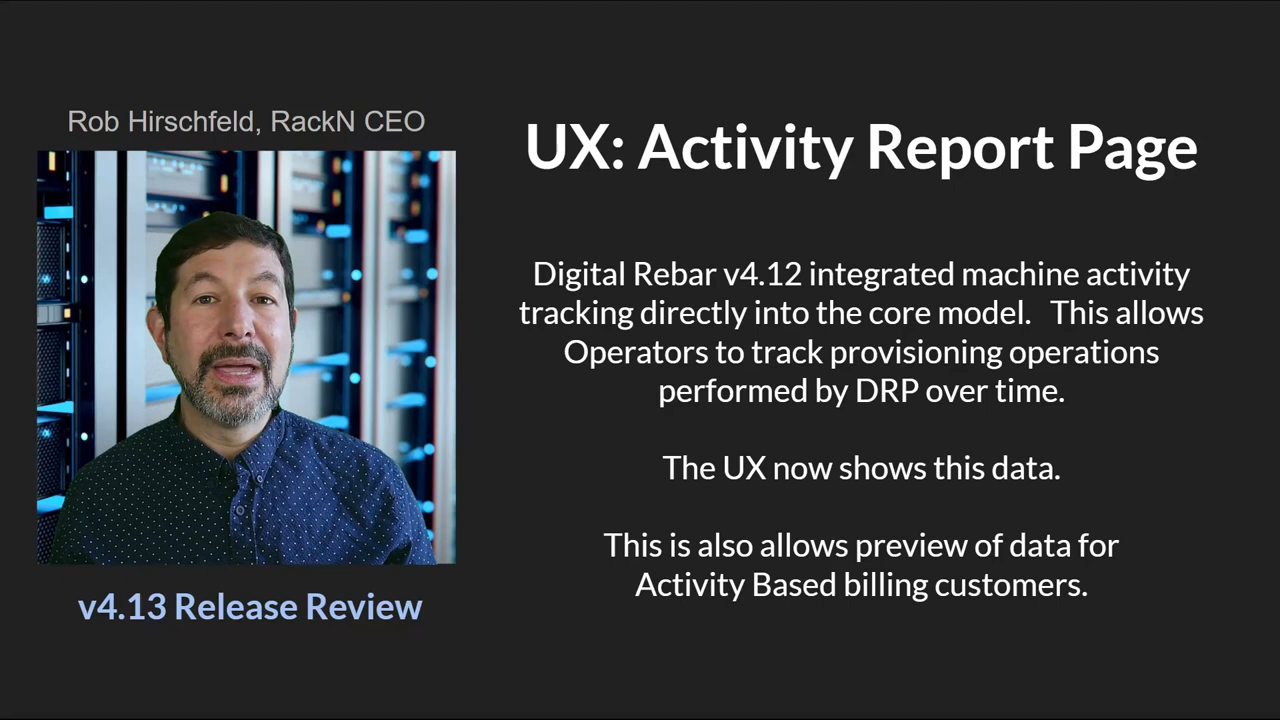 Rob Hirschfeld, RackN CEO
v4.13 Release Review
UX: Activity Report Page
Digital Rebar v4.12 integrated machine activity
tracking directly into the core model. This allows
Operators to track provisioning operations
performed by DRP over time.
The UX now shows this data.
This is also allows preview of data for
Activity Based billing customers.